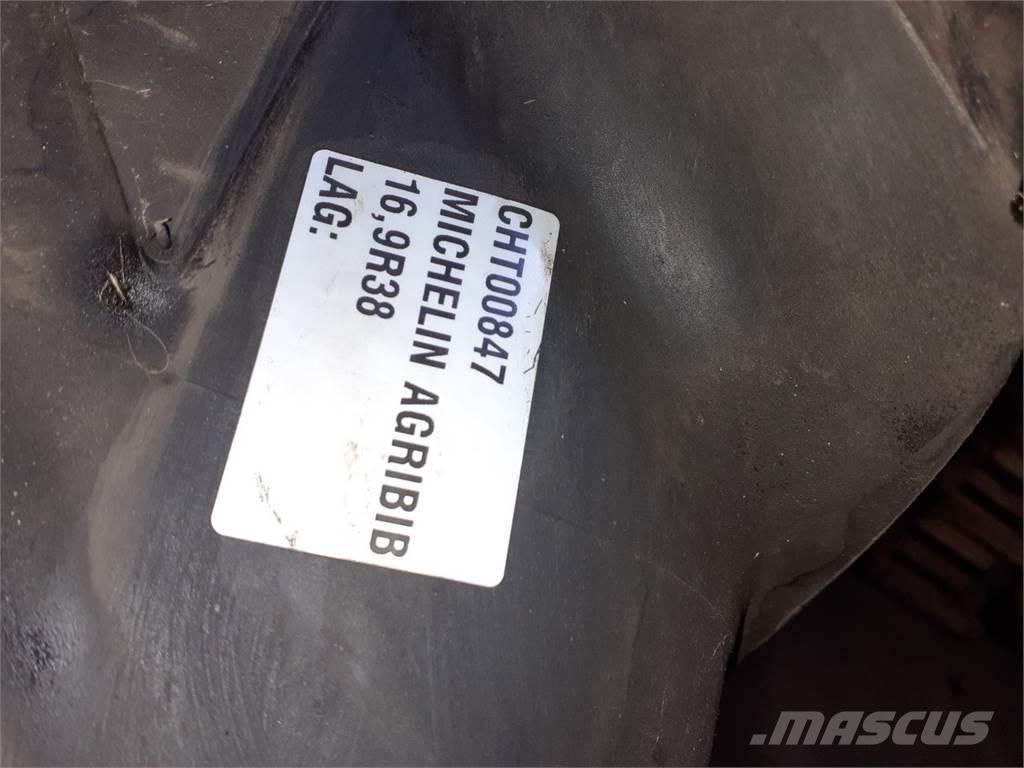 CHT00847
MICHELIN AGRIBIB
16,9R38
LAG:
.MASCUS